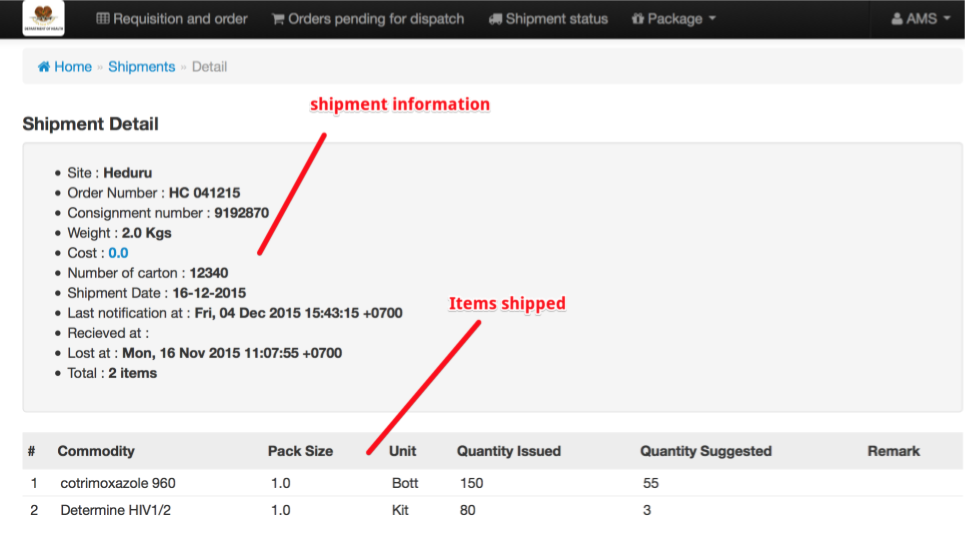 DEPARTMENT OF HEALTH
Requisition and order Orders pending for dispatch Shipment status Package AMS
Home » Shipments » Detail
shipment information
Shipment Detail
Site : Heduru
Order Number : HC 041215
Consignment number : 9192870
Weight : 2.0 Kgs
Cost : 0.0
Number of carton : 12340
Shipment Date : 16-12-2015
Items shipped
Last notification at : Fri, 04 Dec 2015 15:43:15 +0700
Recieved at :
Lost at : Mon, 16 Nov 2015 11:07:55 +0700
Total : 2 items
# Commodity Pack Size Unit Quantity Issued Quantity Suggested Remark
1 cotrimoxazole 960 1.0 Bott 150 55
2 Determine HIV1/2 1.0 Kit 80 3